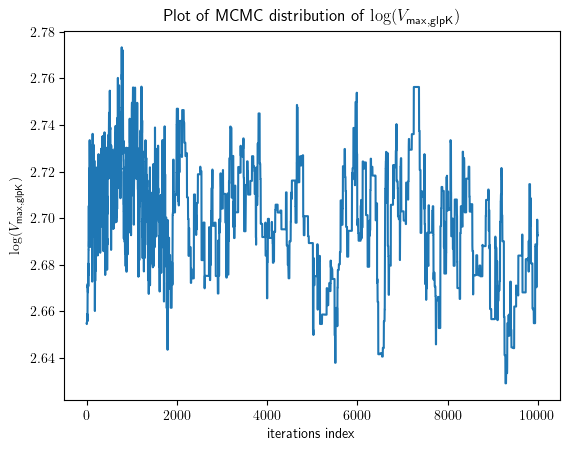 Plot of MCMC distribution of log(V_max,glpK)
log(V_max,glpK)
2.78
2.76
2.74
2.72
2.70
2.68
2.66
2.64
0 2000 4000 6000 8000 10000
iterations index